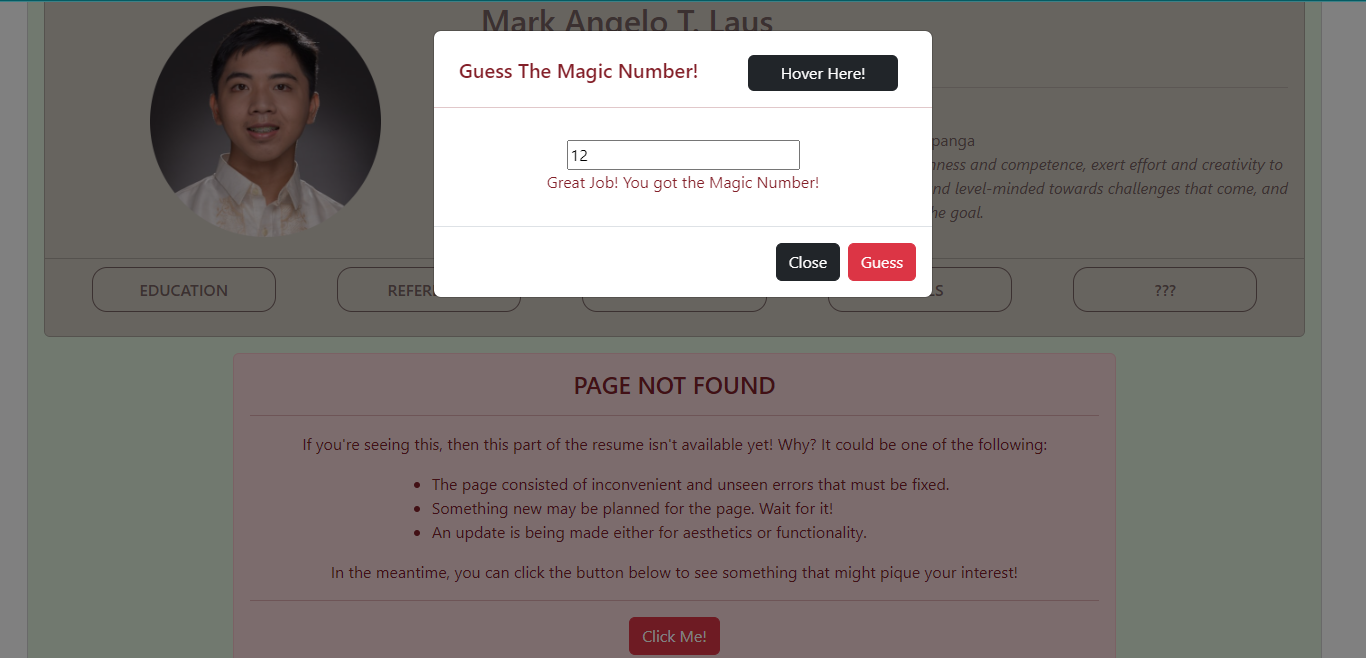 Mark Angelo T. Laus
Guess The Magic Number!
Hover Here!
panga
12
ness and competence, exert effort and creativity to
Great Job! You got the Magic Number!
nd level-minded towards challenges that come, and
he goal.
Close
Guess
EDUCATION
REFER
LS
???
PAGE NOT FOUND
If you're seeing this, then this part of the resume isn't available yet! Why? It could be one of the following:
• The page consisted of inconvenient and unseen errors that must be fixed.
• Something new may be planned for the page. Wait for it!
• An update is being made either for aesthetics or functionality.
In the meantime, you can click the button below to see something that might pique your interest!
Click Me!